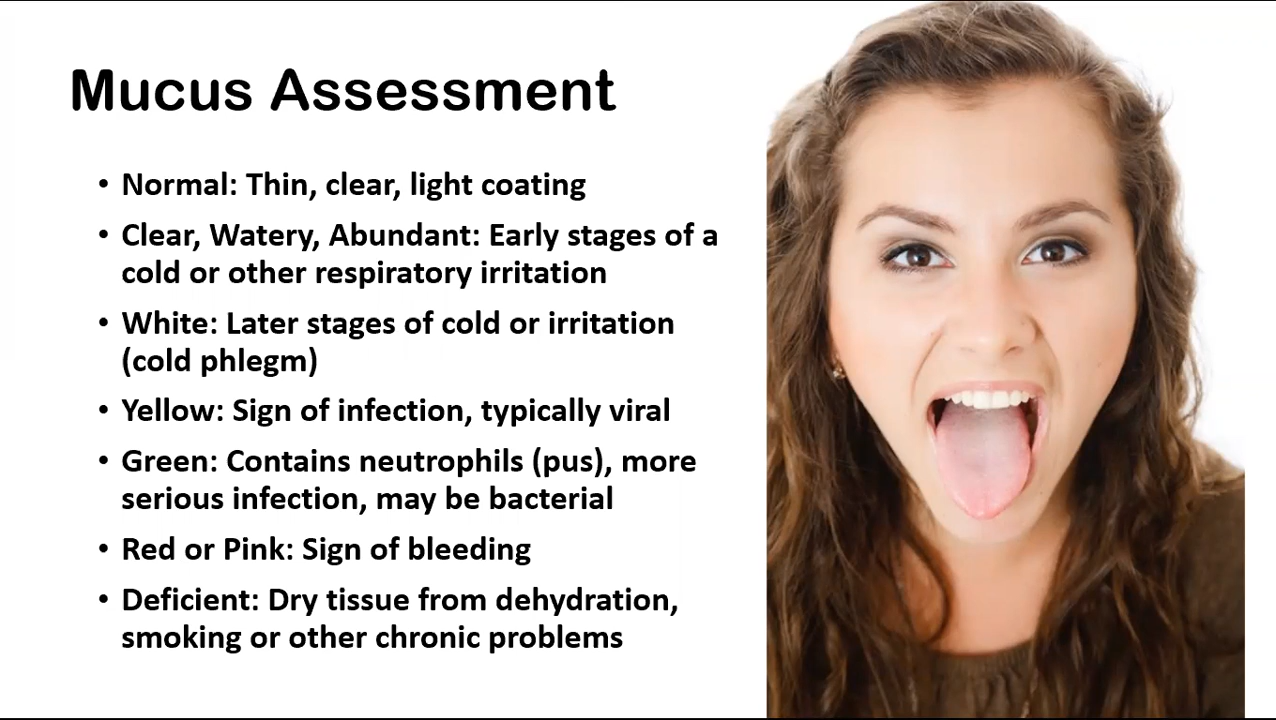 Mucus Assessment
• Normal: Thin, clear, light coating
• Clear, Watery, Abundant: Early stages of a
cold or other respiratory irritation
• White: Later stages of cold or irritation
(cold phlegm)
• Yellow: Sign of infection, typically viral
• Green: Contains neutrophils (pus), more
serious infection, may be bacterial
• Red or Pink: Sign of bleeding
• Deficient: Dry tissue from dehydration,
smoking or other chronic problems